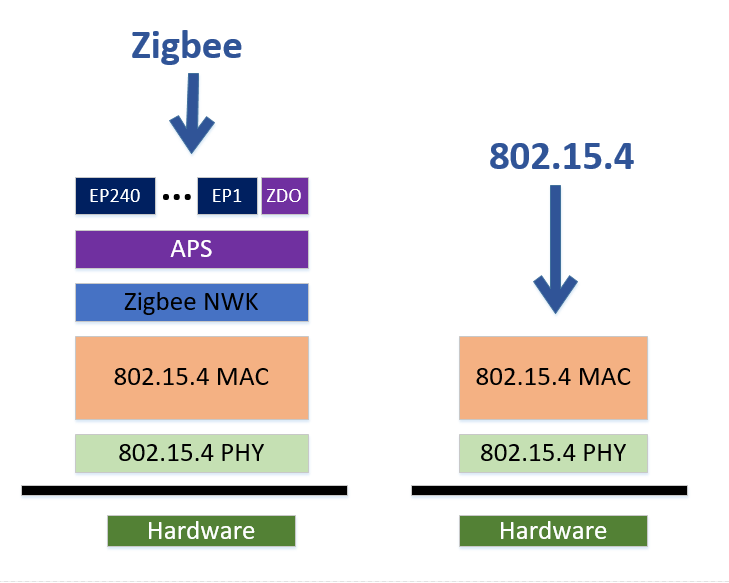 Zigbee
802.15.4
EP240 ••• EP1 ZDO
APS
Zigbee NWK
802.15.4 MAC
802.15.4 MAC
802.15.4 PHY
802.15.4 PHY
Hardware
Hardware